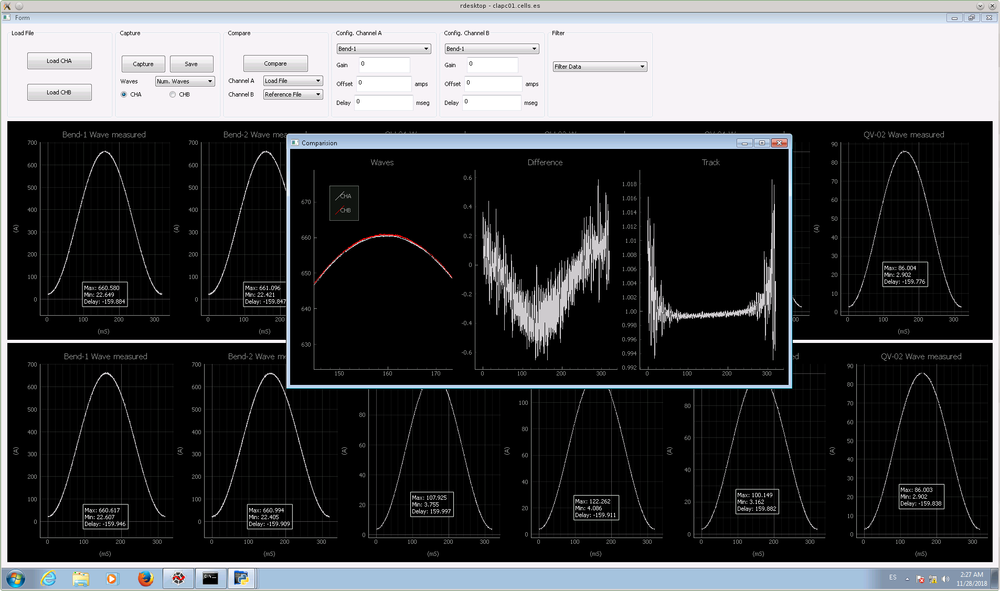 rdesktop - clapc01.cells.es
Form
Load File
Load CHA
Load CHB
Capture
Capture
Save
Waves
Num. Waves
CHA
CHB
Compare
Compare
Channel A
Load File
Channel B
Reference File
Config. Channel A
Bend-1
Gain
0
Offset
0
amps
Delay
0
mseg
Config. Channel B
Bend-1
Gain
0
Offset
0
amps
Delay
0
mseg
Filter
Filter Data
Bend-1 Wave measured
700
600
500
400
300
200
100
0
(A)
Max: 660.580
Min: 22.649
Delay: -159.884
0
100
200
300
(mS)
Bend-2 Wave mea
700
600
500
400
300
200
100
0
(A)
Max: 661.096
Min: 22.421
Delay: -159.847
0
100
200
(mS)
Comparision
Waves
CHA
CHB
670
660
650
640
630
150
160
170
Difference
0.6
0.4
0.2
0
-0.2
-0.4
-0.6
0
100
200
300
Track
1.018
1.016
1.014
1.012
1.01
1.008
1.006
1.004
1.002
1.00
0.998
0.996
0.994
0.992
0
100
200
300
QV-02 Wave measured
90
80
70
60
50
40
30
20
10
0
(A)
Max: 86.004
Min: 2.902
Delay: -159.776
0
100
200
300
(mS)
Bend-1 Wave measured
700
600
500
400
300
200
100
0
(A)
Max: 660.617
Min: 22.607
Delay: -159.946
0
100
200
300
(mS)
Bend-2 Wave me
700
600
500
400
300
200
100
0
(A)
Max: 660.994
Min: 22.405
Delay: -159.909
0
100
200
300
(mS)
80
60
40
20
0
(A)
Max: 107.925
Min: 3.755
Delay: 159.997
0
100
200
300
(mS)
100
80
60
40
20
0
(A)
Max: 122.262
Min: 4.086
Delay: -159.911
0
100
200
300
(mS)
ed
80
60
40
20
0
(A)
Max: 100.149
Min: 3.162
Delay: 159.882
0
100
200
300
(mS)
QV-02 Wave measured
90
80
70
60
50
40
30
20
10
0
(A)
Max: 86.003
Min: 2.902
Delay: -159.838
0
100
200
300
(mS)
ES
2:27 AM
11/28/2018